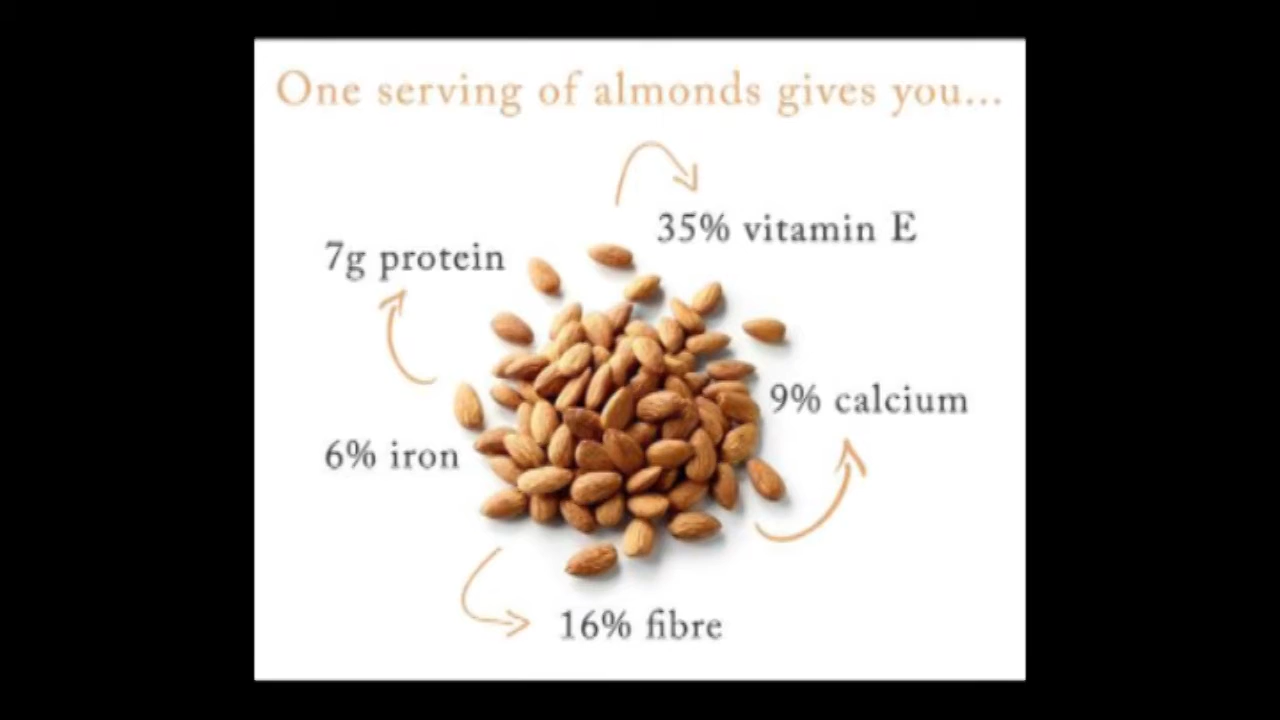 One serving of almonds gives you...
35% vitamin E
7g protein
9% calcium
6% iron
16% fibre